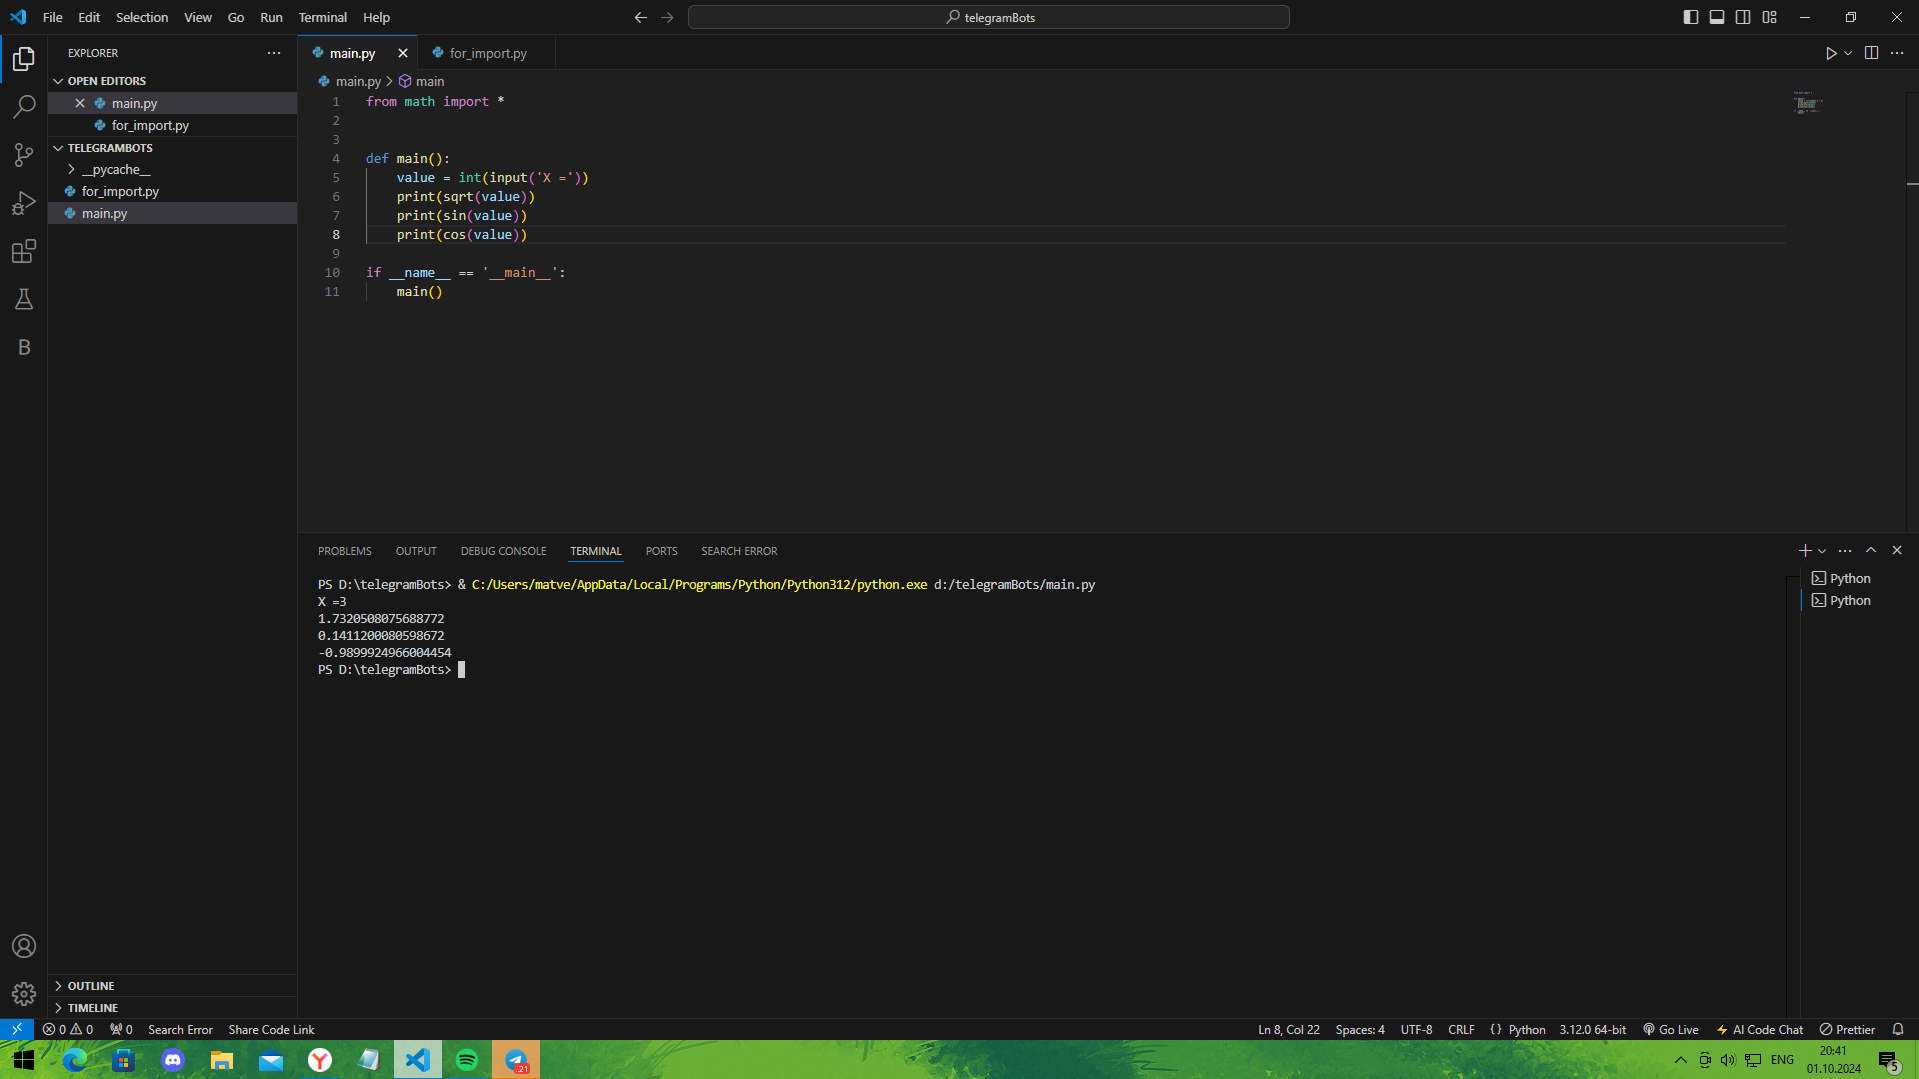 File Edit Selection View Go Run Terminal Help
telegramBots
EXPLORER
OPEN EDITORS
main.py
for_import.py
TELEGRAMBOTS
__pycache__
for_import.py
main.py
OUTLINE
TIMELINE
main.py
for_import.py
main.py > main
1 from math import *
2
3
4 def main():
5 value = int(input('X ='))
6 print(sqrt(value))
7 print(sin(value))
8 print(cos(value))
9
10 if __name__ == '__main__':
11 main()
PROBLEMS OUTPUT DEBUG CONSOLE TERMINAL PORTS SEARCH ERROR
PS D:\telegramBots> & C:/Users/matve/AppData/Local/Programs/Python/Python312/python.exe d:/telegramBots/main.py
X =3
1.7320508075688772
0.1411200080598672
-0.9899924966004454
PS D:\telegramBots>
Python
Python
B
0 0 0 Search Error Share Code Link
Ln 8, Col 22 Spaces: 4 UTF-8 CRLF {} Python 3.12.0 64-bit Go Live AI Code Chat Prettier
21
ENG
20:41
01.10.2024
5